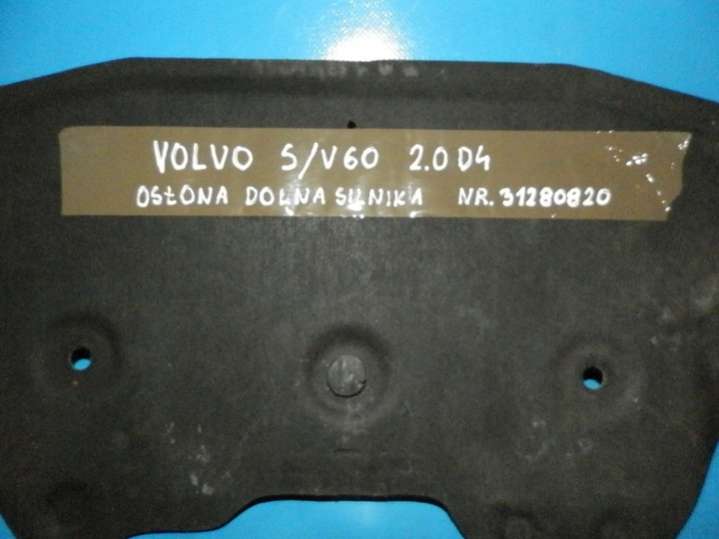 VOLVO S/V60 2.0 D4
OSŁONA DOLNA SILNIKA NR. 31280820